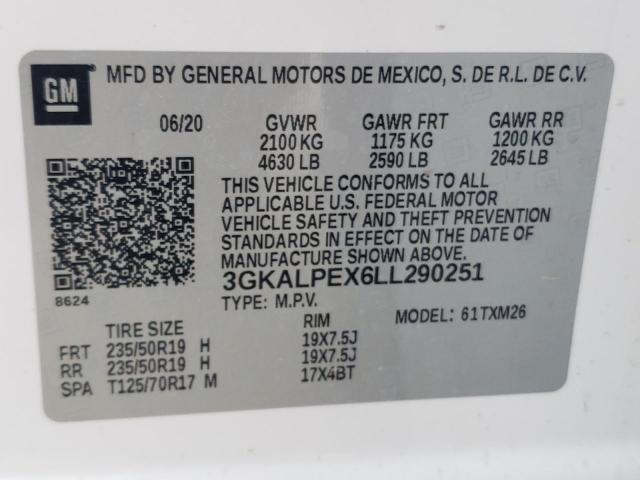 GM
MFD BY GENERAL MOTORS DE MEXICO, S. DE R.L. DE C.V.
06/20 GVWR GAWR FRT GAWR RR
2100 KG 1175 KG 1200 KG
4630 LB 2590 LB 2645 LB
THIS VEHICLE CONFORMS TO ALL
APPLICABLE U.S. FEDERAL MOTOR
VEHICLE SAFETY AND THEFT PREVENTION
STANDARDS IN EFFECT ON THE DATE OF
MANUFACTURE SHOWN ABOVE.
3GKALPEX6LL290251
8624
TYPE: M.P.V.
TIRE SIZE RIM MODEL: 61TXM26
FRT 235/50R19 H 19X7.5J
RR 235/50R19 H 19X7.5J
SPA T125/70R17 M 17X4BT